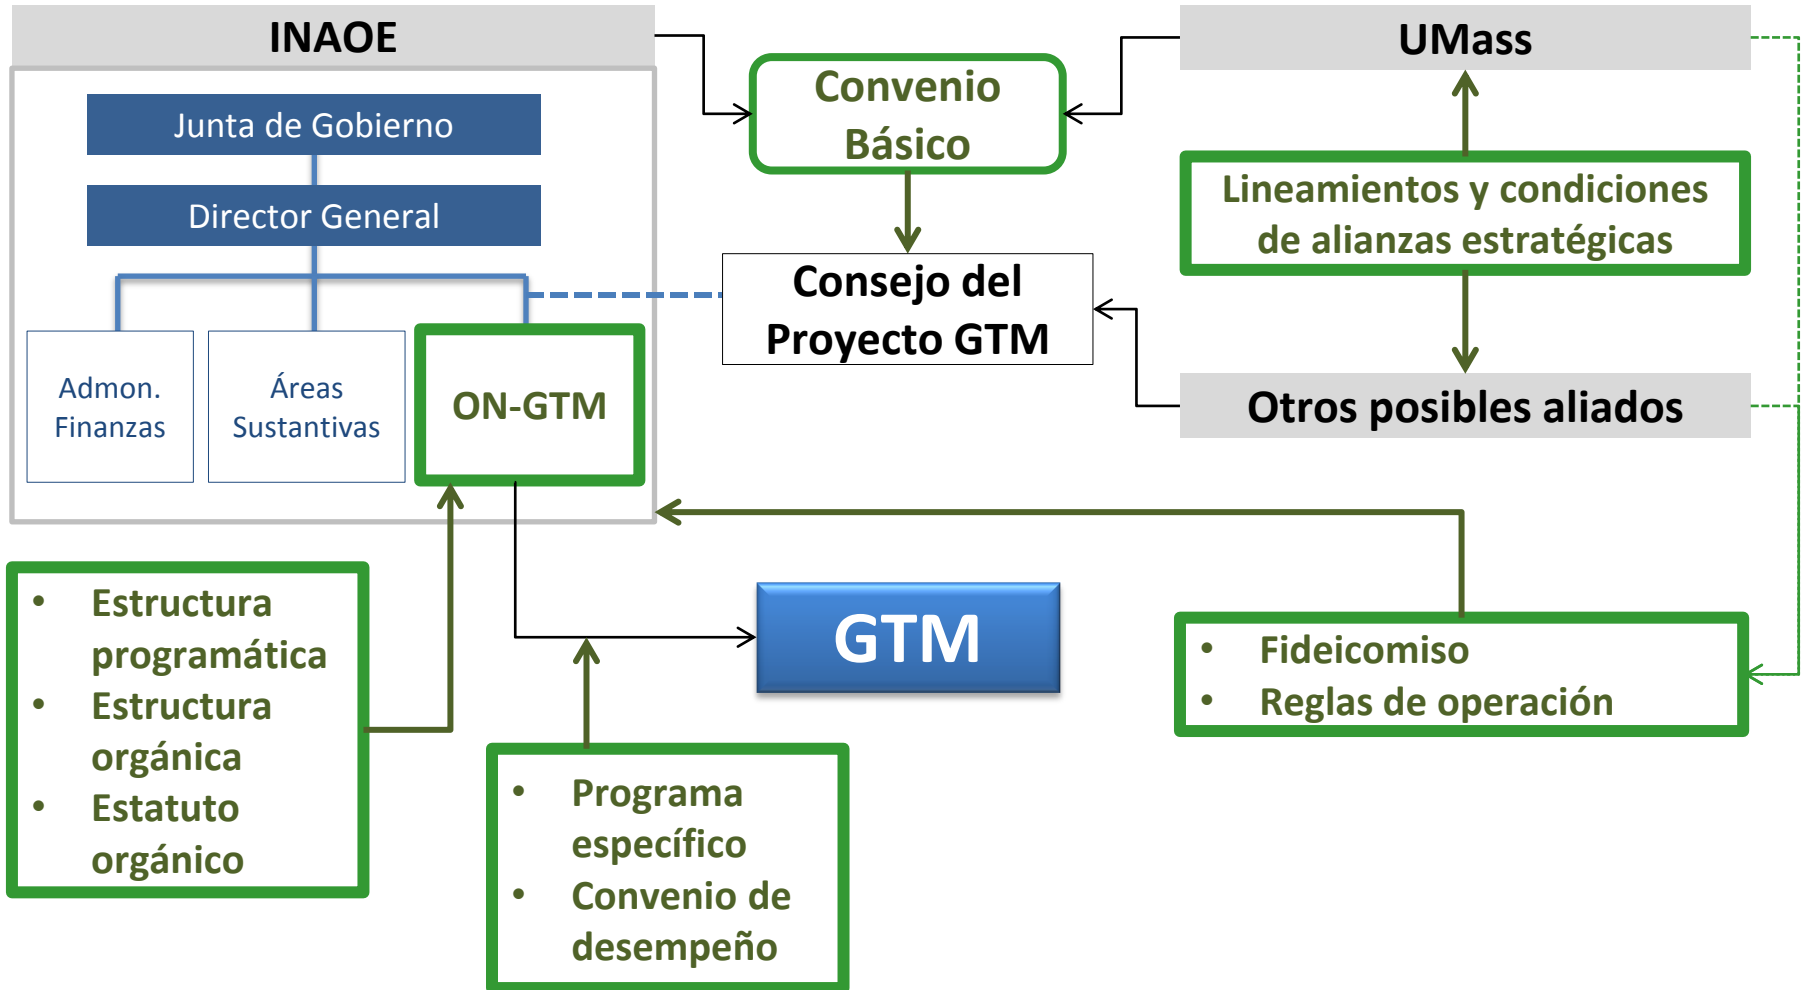 INAOE
Junta de Gobierno
Director General
Admon.
Finanzas
Áreas
Sustantivas
ON-GTM
Convenio
Básico
Consejo del
Proyecto GTM
UMass
Lineamientos y condiciones
de alianzas estratégicas
Otros posibles aliados
• Estructura
programática
• Estructura
orgánica
• Estatuto
orgánico
• Programa
específico
• Convenio de
desempeño
GTM
• Fideicomiso
• Reglas de operación